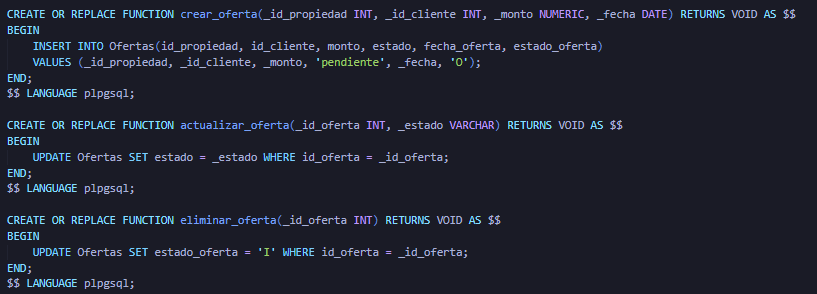 CREATE OR REPLACE FUNCTION crear_oferta(_id_propiedad INT, _id_cliente INT, _monto NUMERIC, _fecha DATE) RETURNS VOID AS $$
BEGIN
    INSERT INTO Ofertas(id_propiedad, id_cliente, monto, estado, fecha_oferta, estado_oferta)
    VALUES (_id_propiedad, _id_cliente, _monto, 'pendiente', _fecha, 'O');
END;
$$ LANGUAGE plpgsql;

CREATE OR REPLACE FUNCTION actualizar_oferta(_id_oferta INT, _estado VARCHAR) RETURNS VOID AS $$
BEGIN
    UPDATE Ofertas SET estado = _estado WHERE id_oferta = _id_oferta;
END;
$$ LANGUAGE plpgsql;

CREATE OR REPLACE FUNCTION eliminar_oferta(_id_oferta INT) RETURNS VOID AS $$
BEGIN
    UPDATE Ofertas SET estado_oferta = 'I' WHERE id_oferta = _id_oferta;
END;
$$ LANGUAGE plpgsql;